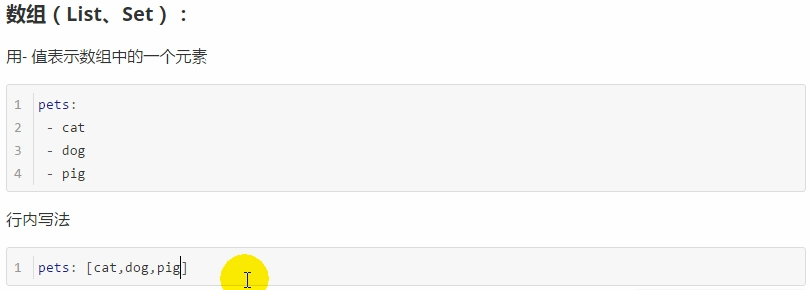 数组（List、Set）：
用- 值表示数组中的一个元素
1 pets:
2  - cat
3  - dog
4  - pig
行内写法
1 pets: [cat,dog,pig]